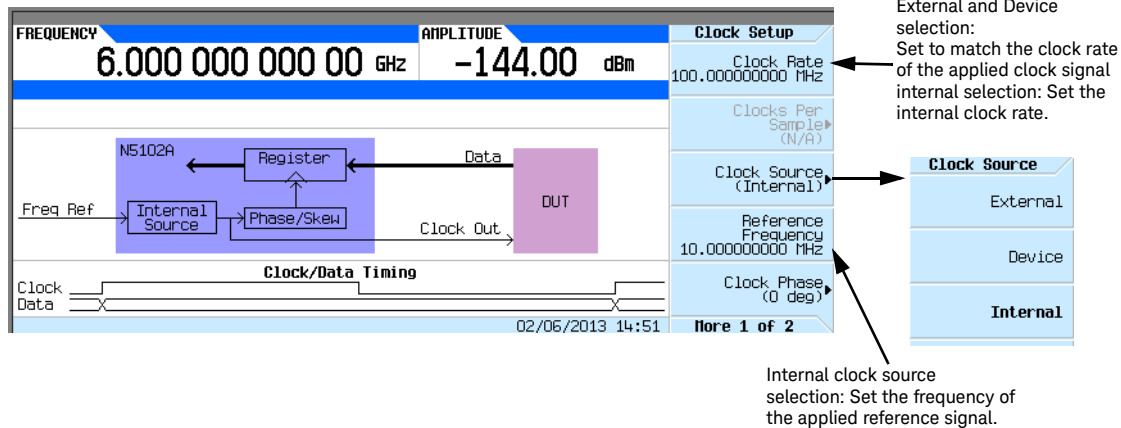 External and Device
selection:
Set to match the clock rate
of the applied clock signal
internal selection: Set the
internal clock rate.
FREQUENCY
6.000 000 000 00 GHz
AMPLITUDE
-144.00 dBm
Clock Setup
Clock Rate
100.000000000 MHz
Clocks Per
Sample
(N/A)
Clock Source
(Internal)
Reference
Frequency
10.000000000 MHz
Clock Phase
(0 deg)
More 1 of 2
N5102A
Register
Data
DUT
Freq Ref
Internal
Source
Phase/Skew
Clock Out
Clock/Data Timing
Clock
Data
02/06/2013 14:51
Clock Source
External
Device
Internal
Internal clock source
selection: Set the frequency of
the applied reference signal.